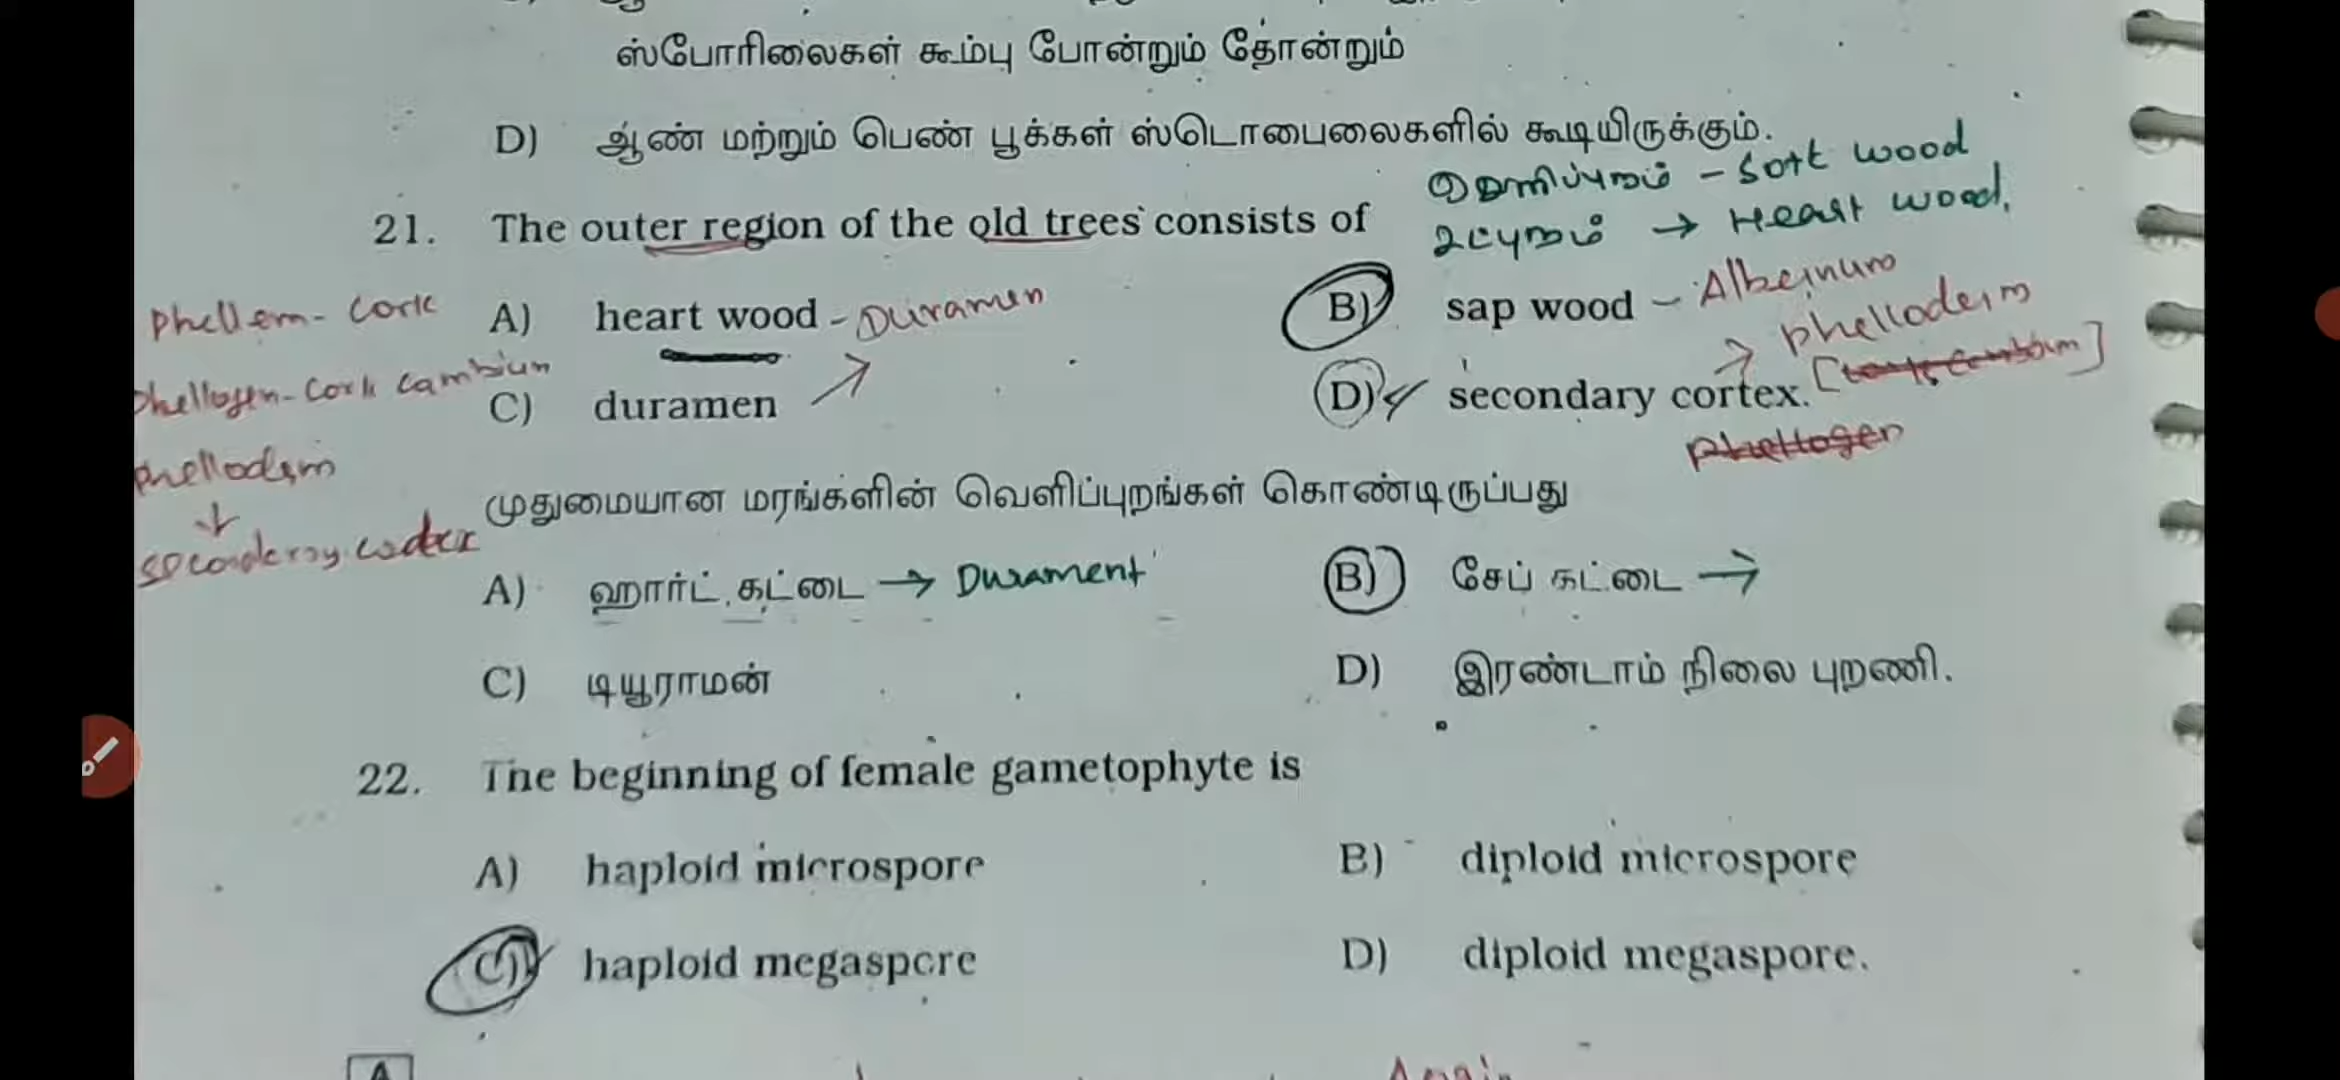 ஸ்போரிலைகள் கூம்பு போன்றும் தோன்றும்
D) ஆண் மற்றும் பெண் பூக்கள் ஸ்டொபைலைகளில் கூடியிருக்கும்.
- Soft wood
21. The outer region of the old trees consists of
உட்புறம் → Heart wood.
Phellem - Cork
A) heart wood - Duramen
B) sap wood -
→ phelloderm
Phellogen - Cork cambium
C) duramen
D) secondary cortex.
Phellogen
phelloderm
முதுமையான மரங்களின் வெளிப்புறங்கள் கொண்டிருப்பது
↓
A) ஹார்ட் கட்டை → Durament
B) சேப் கட்டை →
C) டியூராமன்
D) இரண்டாம் நிலை புறணி.
22. The beginning of female gametophyte is
A) haploid microspore
B) diploid microspore
C) haploid megaspore
D) diploid megaspore.
A